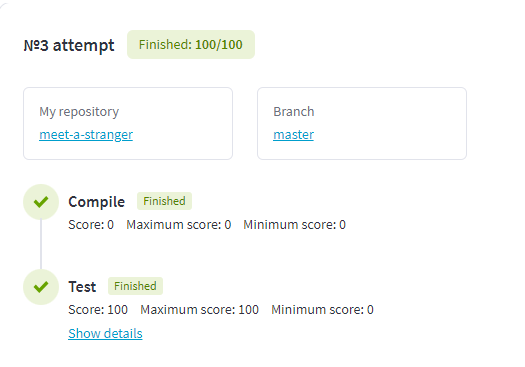 №3 attempt Finished: 100/100
My repository Branch
meet-a-stranger master
Compile Finished
Score: 0 Maximum score: 0 Minimum score: 0
Test Finished
Score: 100 Maximum score: 100 Minimum score: 0
Show details